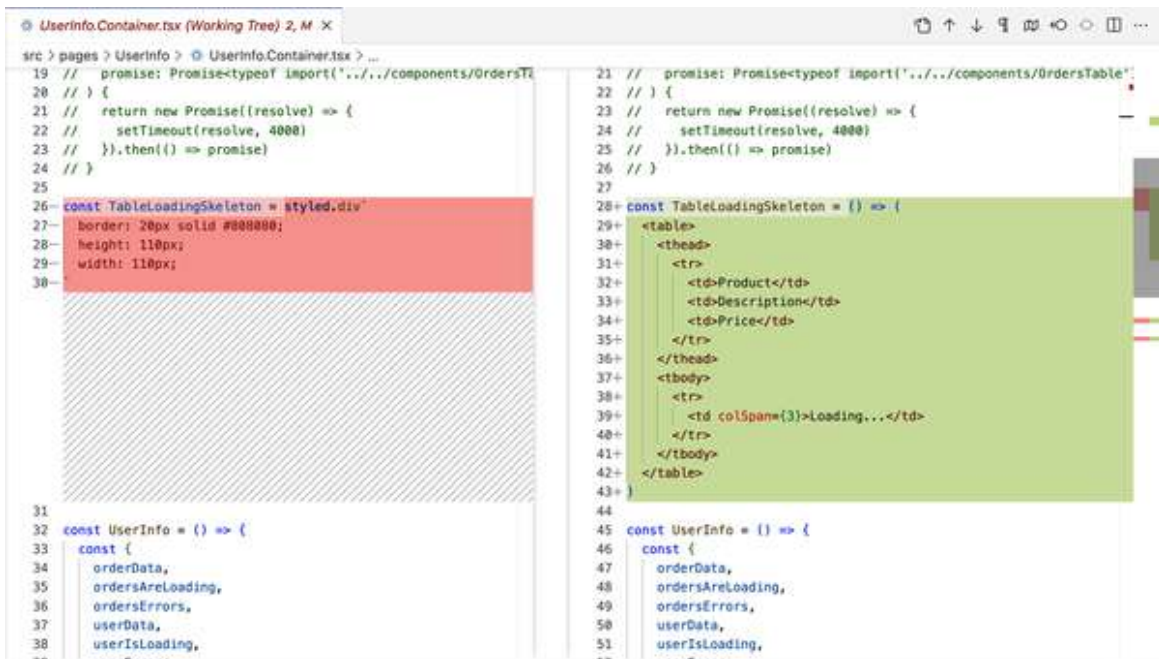 UserInfo.Container.tsx (Working Tree) 2, M
src > pages > UserInfo > UserInfo.Container.tsx > ...
19 //   promise: Promise<typeof import('../../components/OrdersTa
20 // ) {
21 //   return new Promise((resolve) => {
22 //     setTimeout(resolve, 4000)
23 //   }).then(() => promise)
24 // }
25
26— const TableLoadingSkeleton = styled.div`
27—   border: 20px solid #808080;
28—   height: 110px;
29—   width: 110px;
30— `
31
32 const UserInfo = () => {
33   const {
34     orderData,
35     ordersAreLoading,
36     ordersErrors,
37     userData,
38     userIsLoading,
21 //   promise: Promise<typeof import('../../components/OrdersTable'
22 // ) {
23 //   return new Promise((resolve) => {
24 //     setTimeout(resolve, 4000)
25 //   }).then(() => promise)
26 // }
27
28+ const TableLoadingSkeleton = () => (
29+   <table>
30+     <thead>
31+       <tr>
32+         <td>Product</td>
33+         <td>Description</td>
34+         <td>Price</td>
35+       </tr>
36+     </thead>
37+     <tbody>
38+       <tr>
39+         <td colSpan={3}>Loading...</td>
40+       </tr>
41+     </tbody>
42+   </table>
43+ )
44
45 const UserInfo = () => {
46   const {
47     orderData,
48     ordersAreLoading,
49     ordersErrors,
50     userData,
51     userIsLoading,